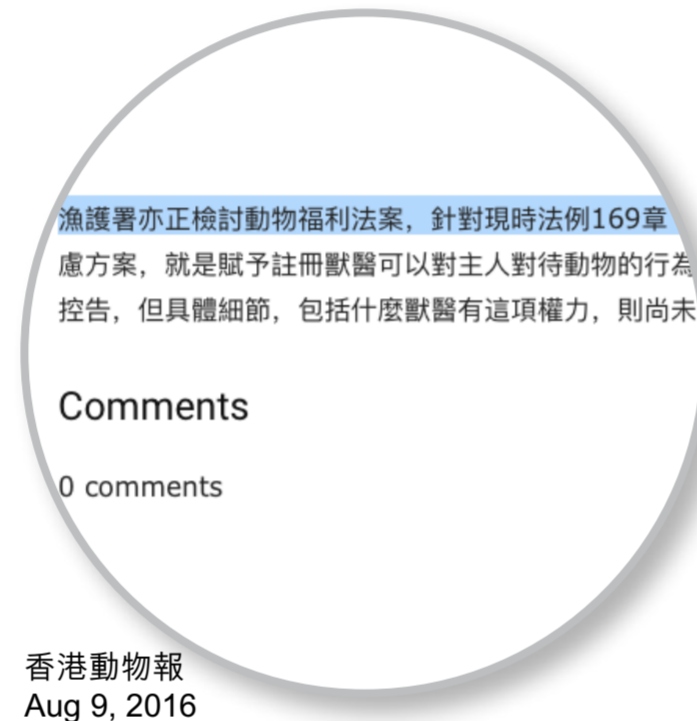 漁護署亦正檢討動物福利法案，針對現時法例169章
慮方案，就是賦予註冊獸醫可以對主人對待動物的行為
控告，但具體細節，包括什麼獸醫有這項權力，則尚未
Comments
0 comments
香港動物報
Aug 9, 2016